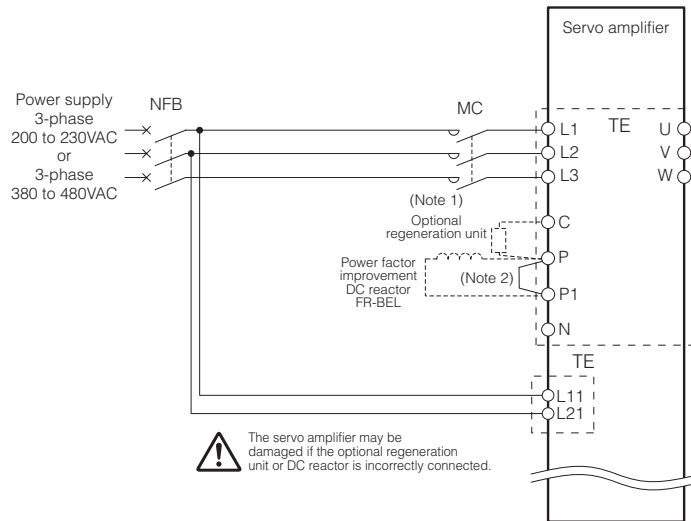 Servo amplifier
Power supply
3-phase
200 to 230VAC
or
3-phase
380 to 480VAC
NFB
MC
L1
TE
U
L2
V
L3
W
(Note 1)
Optional
regeneration unit
C
P
Power factor
improvement
DC reactor
FR-BEL
(Note 2)
P1
N
TE
L11
L21
The servo amplifier may be
damaged if the optional regeneration
unit or DC reactor is incorrectly connected.